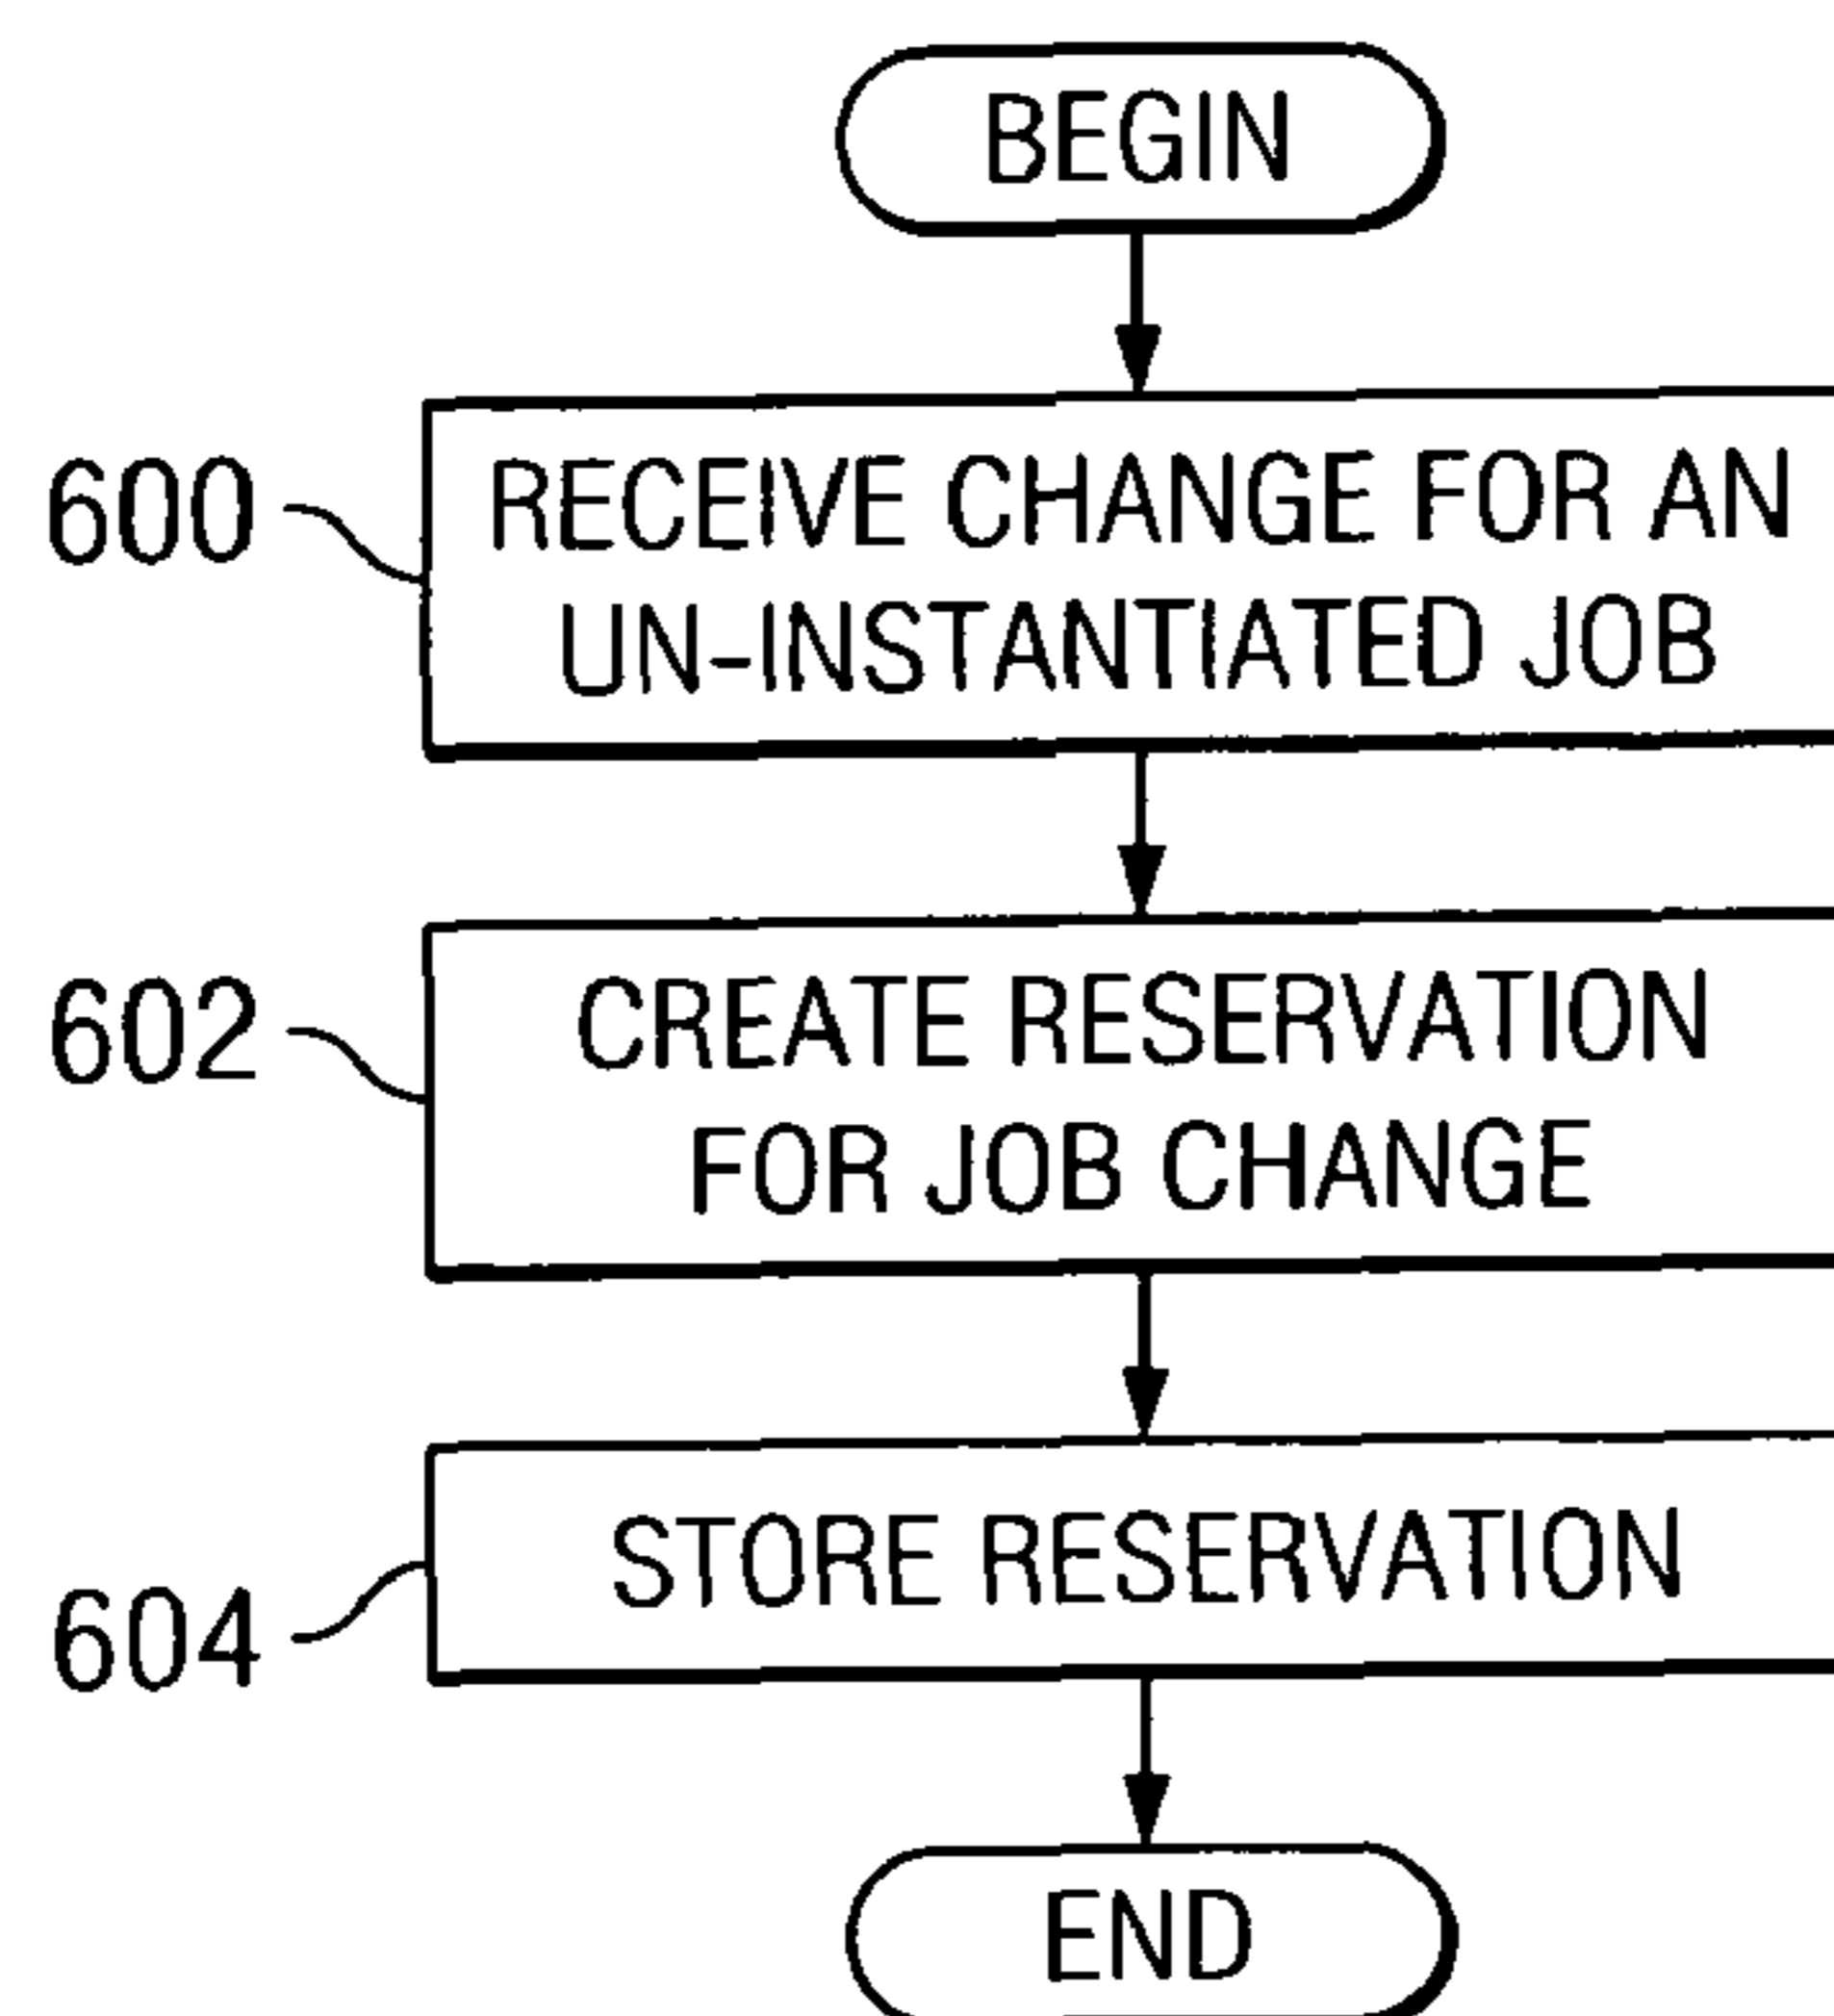 BEGIN
600
RECEIVE CHANGE FOR AN
UN-INSTANTIATED JOB
602
CREATE RESERVATION
FOR JOB CHANGE
604
STORE RESERVATION
END